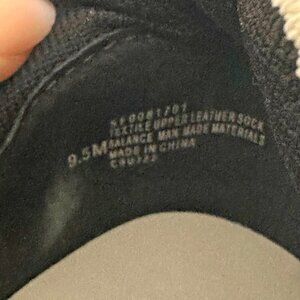 9.5M
TEXTILE UPPER LEATHER SOCK
BALANCE MAN MADE MATERIALS
MADE IN CHINA